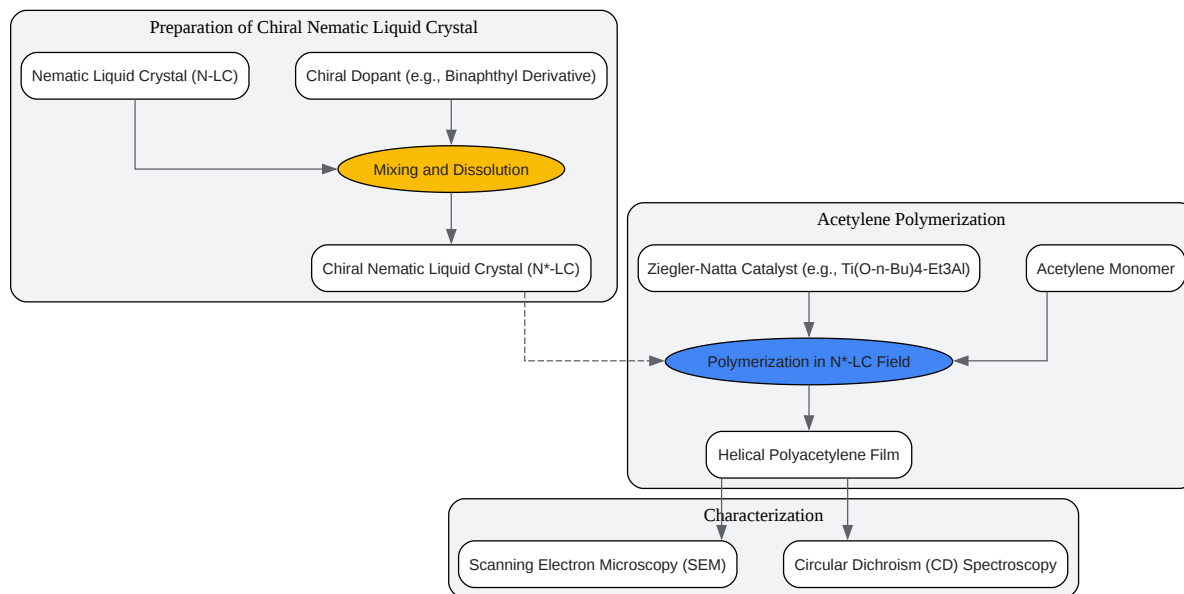 Preparation of Chiral Nematic Liquid Crystal
Nematic Liquid Crystal (N-LC)
Chiral Dopant (e.g., Binaphthyl Derivative)
Mixing and Dissolution
Chiral Nematic Liquid Crystal (N*-LC)
Acetylene Polymerization
Ziegler-Natta Catalyst (e.g., Ti(O-n-Bu)4-Et3Al)
Acetylene Monomer
Polymerization in N*-LC Field
Helical Polyacetylene Film
Characterization
Scanning Electron Microscopy (SEM)
Circular Dichroism (CD) Spectroscopy